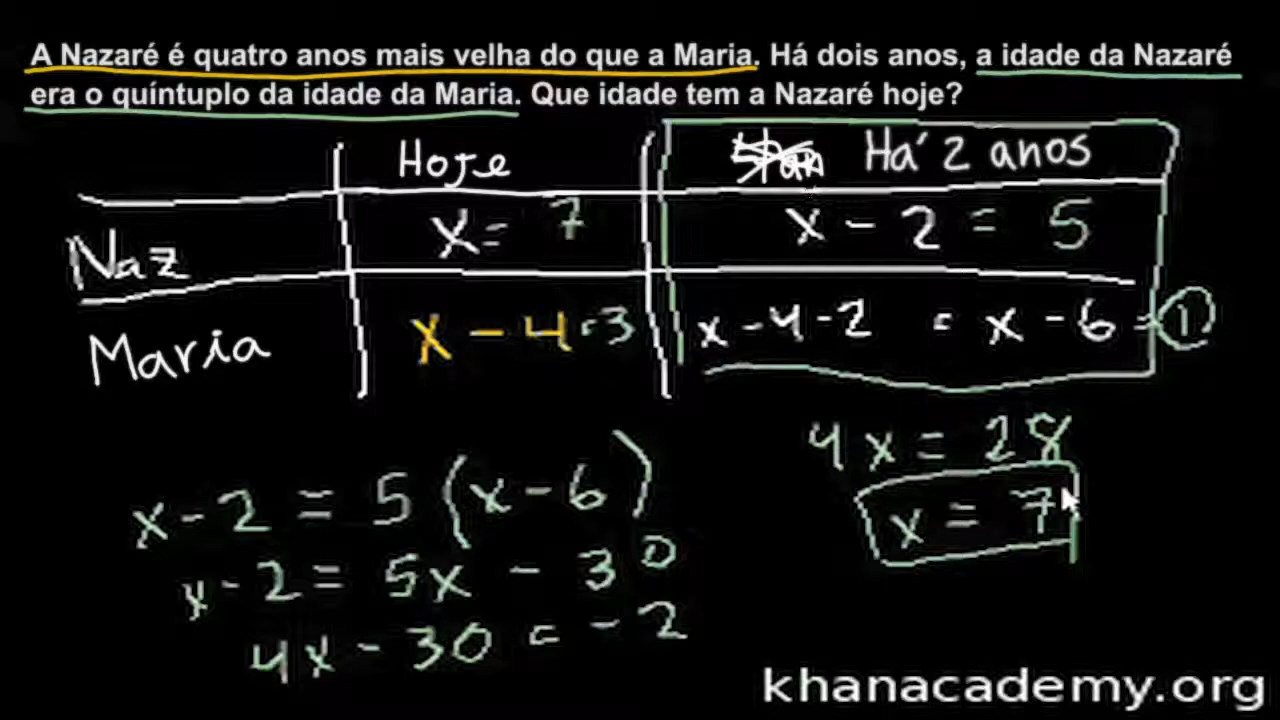 A Nazaré é quatro anos mais velha do que a Maria. Há dois anos, a idade da Nazaré
era o quíntuplo da idade da Maria. Que idade tem a Nazaré hoje?
Hoje Há 2 anos
Naz x = 7 x - 2 = 5
Maria x - 4 = 3 x - 4 - 2 = x - 6 = 1
4x = 28
x - 2 = 5 (x - 6) x = 7
x - 2 = 5x - 30
4x - 30 = -2
khanacademy.org